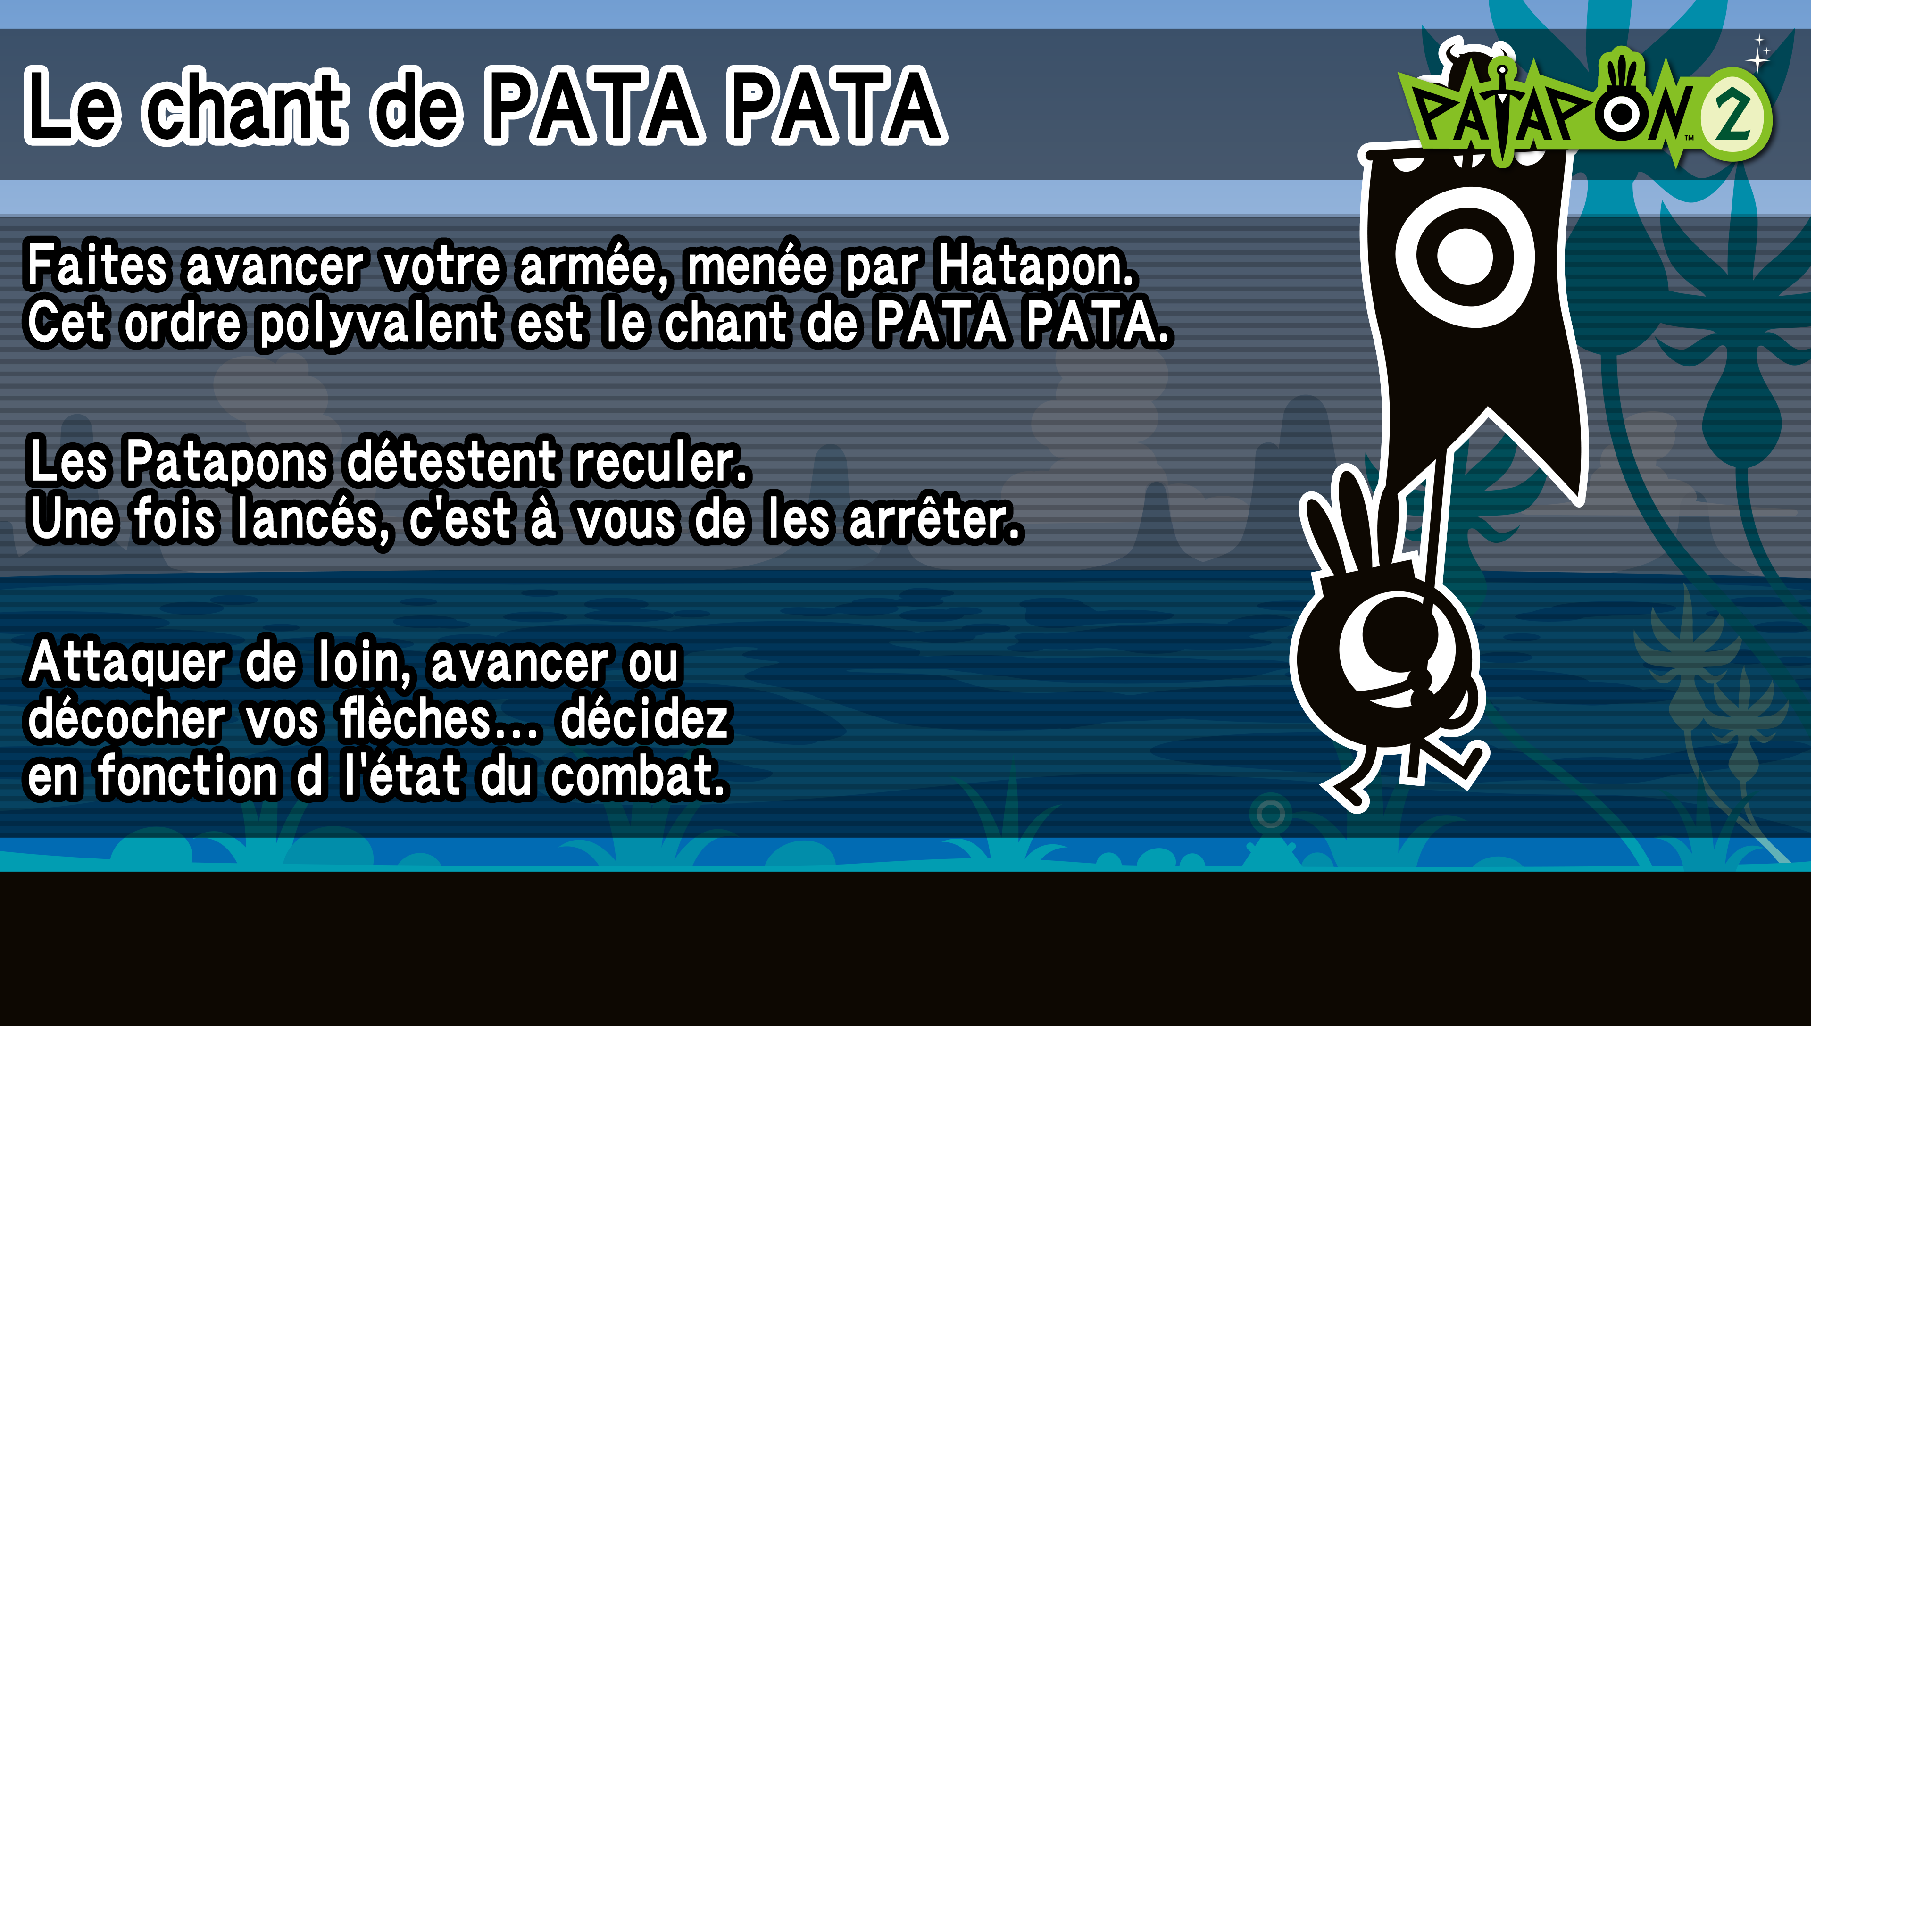 Le chant de PATA PATA
PATAPON™ 2
Faites avancer votre armée, menée par Hatapon.
Cet ordre polyvalent est le chant de PATA PATA.
Les Patapons détestent reculer.
Une fois lancés, c'est à vous de les arrêter.
Attaquer de loin, avancer ou
décocher vos flèches... décidez
en fonction d l'état du combat.